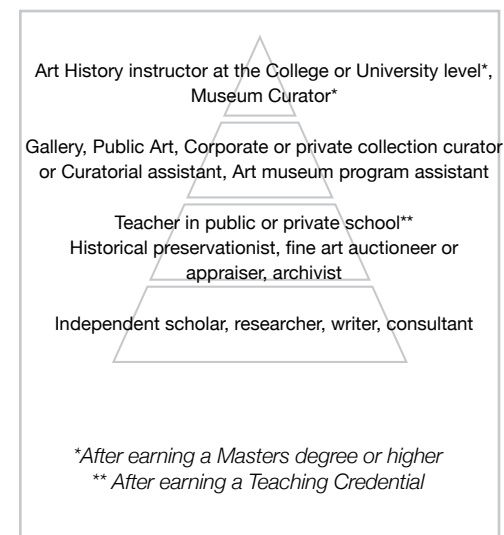 Art History instructor at the College or University level*,
Museum Curator*
Gallery, Public Art, Corporate or private collection curator
or Curatorial assistant, Art museum program assistant
Teacher in public or private school**
Historical preservationist, fine art auctioneer or
appraiser, archivist
Independent scholar, researcher, writer, consultant
*After earning a Masters degree or higher
** After earning a Teaching Credential